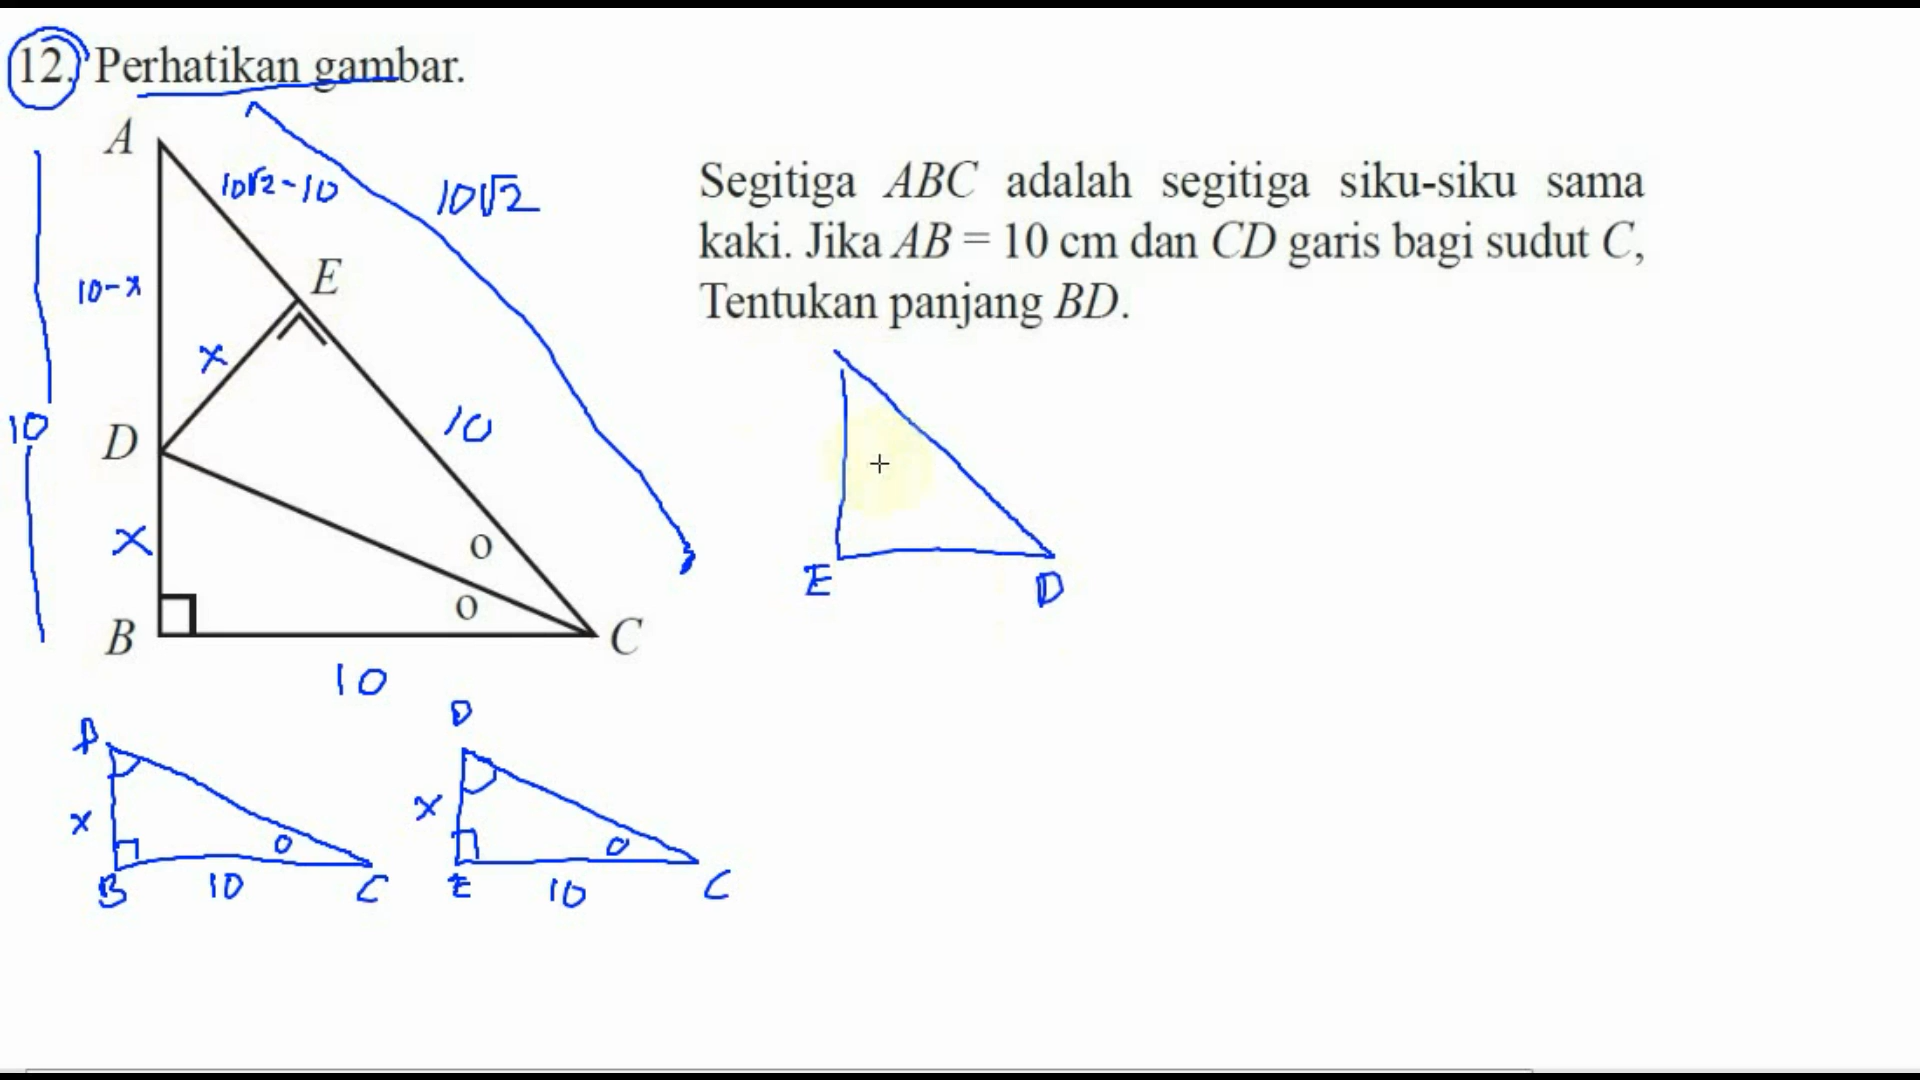 12. Perhatikan gambar.
A
10√2-10
10√2
Segitiga ABC adalah segitiga siku-siku sama
kaki. Jika AB = 10 cm dan CD garis bagi sudut C,
Tentukan panjang BD.
E
10-x
x
10
10
D
x
o
o
B
C
10
E
D
D
D
x
x
o
o
B
10
C
E
10
C